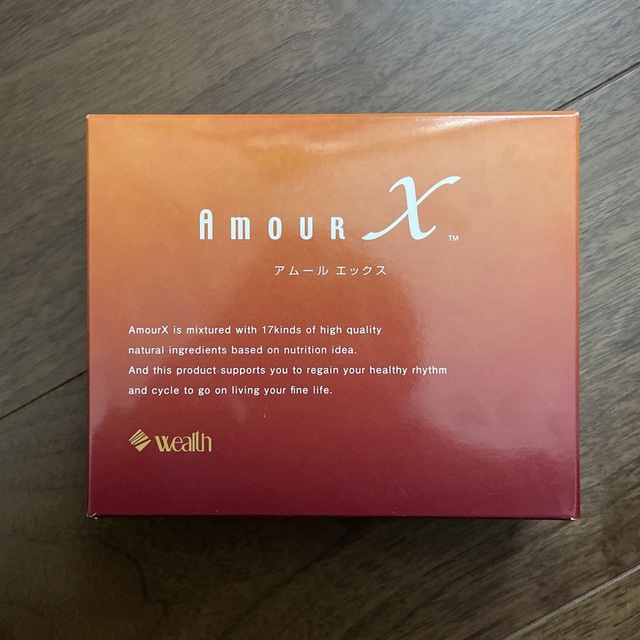 AMOUR X ™
アムール エックス
AmourX is mixtured with 17kinds of high quality
natural ingredients based on nutrition idea.
And this product supports you to regain your healthy rhythm
and cycle to go on living your fine life.
Wealth